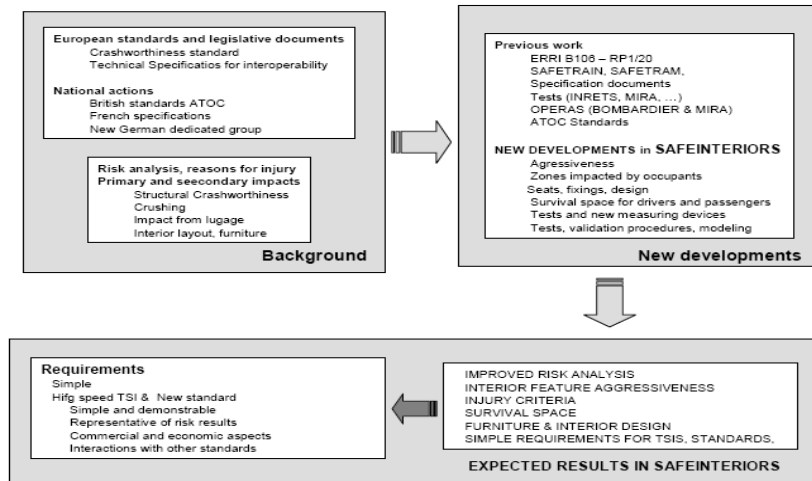 European standards and legislative documents
Crashworthiness standard
Technical Specificatios for interoperability
National actions
British standards ATOC
French specifications
New German dedicated group
Risk analysis, reasons for injury
Primary and seecondary impacts
Structural Crashworthiness
Crushing
Impact from lugage
Interior layout, furniture
Background
Previous work
ERRI B106 – RP1/20
SAFETRAIN, SAFETRAM,
Specification documents
Tests (INRETS, MIRA, ...)
OPERAS (BOMBARDIER & MIRA)
ATOC Standards
NEW DEVELOPMENTS in SAFEINTERIORS
Agressiveness
Zones impacted by occupants
Seats, fixings, design
Survival space for drivers and passengers
Tests and new measuring devices
Tests, validation procedures, modeling
New developments
Requirements
Simple
Hifg speed TSI & New standard
Simple and demonstrable
Representative of risk results
Commercial and economic aspects
Interactions with other standards
IMPROVED RISK ANALYSIS
INTERIOR FEATURE AGGRESSIVENESS
INJURY CRITERIA
SURVIVAL SPACE
FURNITURE & INTERIOR DESIGN
SIMPLE REQUIREMENTS FOR TSIS, STANDARDS,
EXPECTED RESULTS IN SAFEINTERIORS